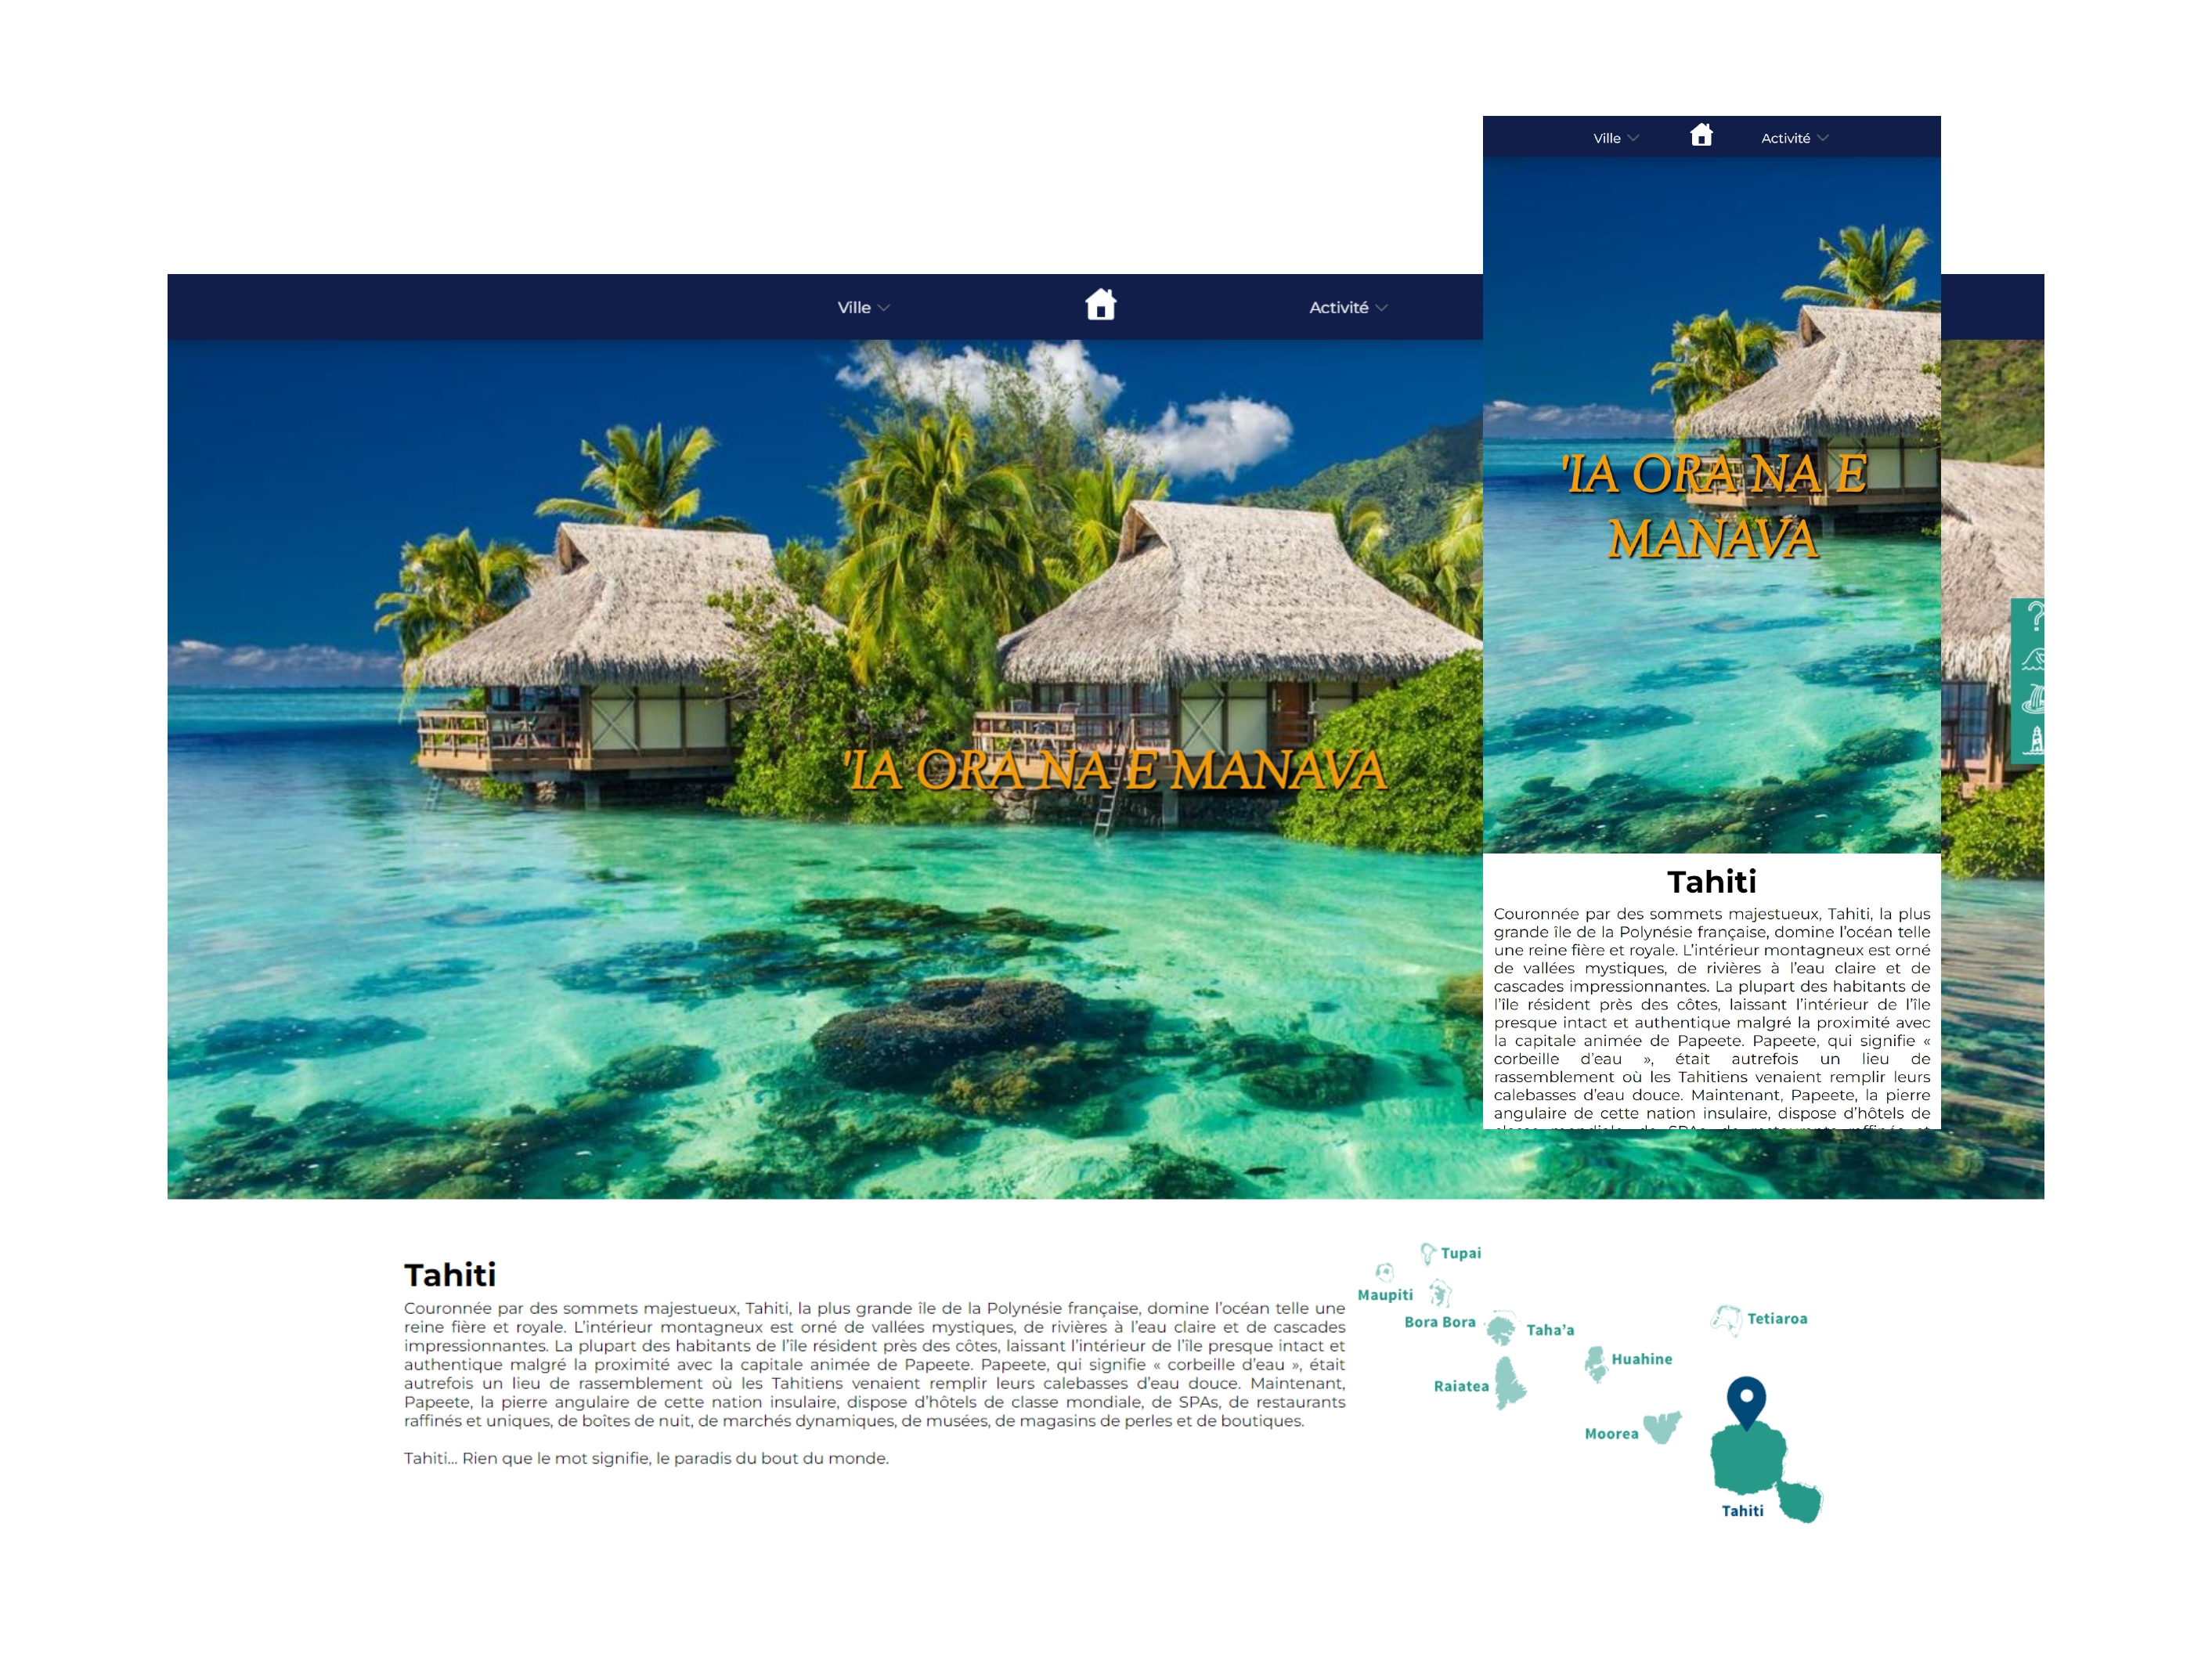 Ville
Activité
'IA ORA NA E MANAVA
Tahiti
Couronnée par des sommets majestueux, Tahiti, la plus grande île de la Polynésie française, domine l'océan telle une
reine fière et royale. L'intérieur montagneux est orné de vallées mystiques, de rivières à l'eau claire et de cascades
impressionnantes. La plupart des habitants de l'île résident près des côtes, laissant l'intérieur de l'île presque intact et
authentique malgré la proximité avec la capitale animée de Papeete. Papeete, qui signifie « corbeille d'eau », était
autrefois un lieu de rassemblement où les Tahitiens venaient remplir leurs calebasses d'eau douce. Maintenant,
Papeete, la pierre angulaire de cette nation insulaire, dispose d'hôtels de classe mondiale, de SPAs, de restaurants
raffinés et uniques, de boîtes de nuit, de marchés dynamiques, de musées, de magasins de perles et de boutiques.
Tahiti... Rien que le mot signifie, le paradis du bout du monde.
Tupai
Maupiti
Bora Bora
Taha'a
Tetiaroa
Huahine
Raiatea
Moorea
Tahiti
Ville
Activité
'IA ORA NA E
MANAVA
Tahiti
Couronnée par des sommets majestueux, Tahiti, la plus
grande île de la Polynésie française, domine l'océan telle
une reine fière et royale. L'intérieur montagneux est orné
de vallées mystiques, de rivières à l'eau claire et de
cascades impressionnantes. La plupart des habitants de
l'île résident près des côtes, laissant l'intérieur de l'île
presque intact et authentique malgré la proximité avec
la capitale animée de Papeete. Papeete, qui signifie «
corbeille d'eau », était autrefois un lieu de
rassemblement où les Tahitiens venaient remplir leurs
calebasses d'eau douce. Maintenant, Papeete, la pierre
angulaire de cette nation insulaire, dispose d'hôtels de
?